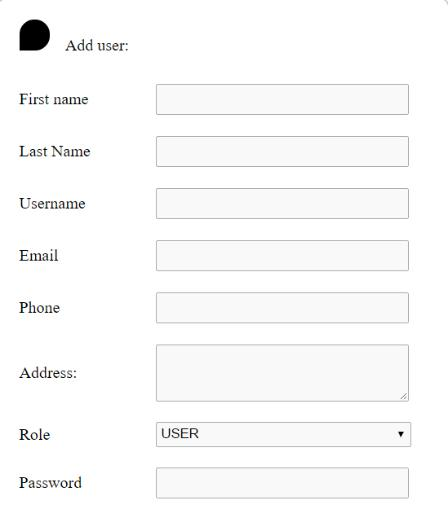 Add user:
First name
Last Name
Username
Email
Phone
Address:
Role USER
Password